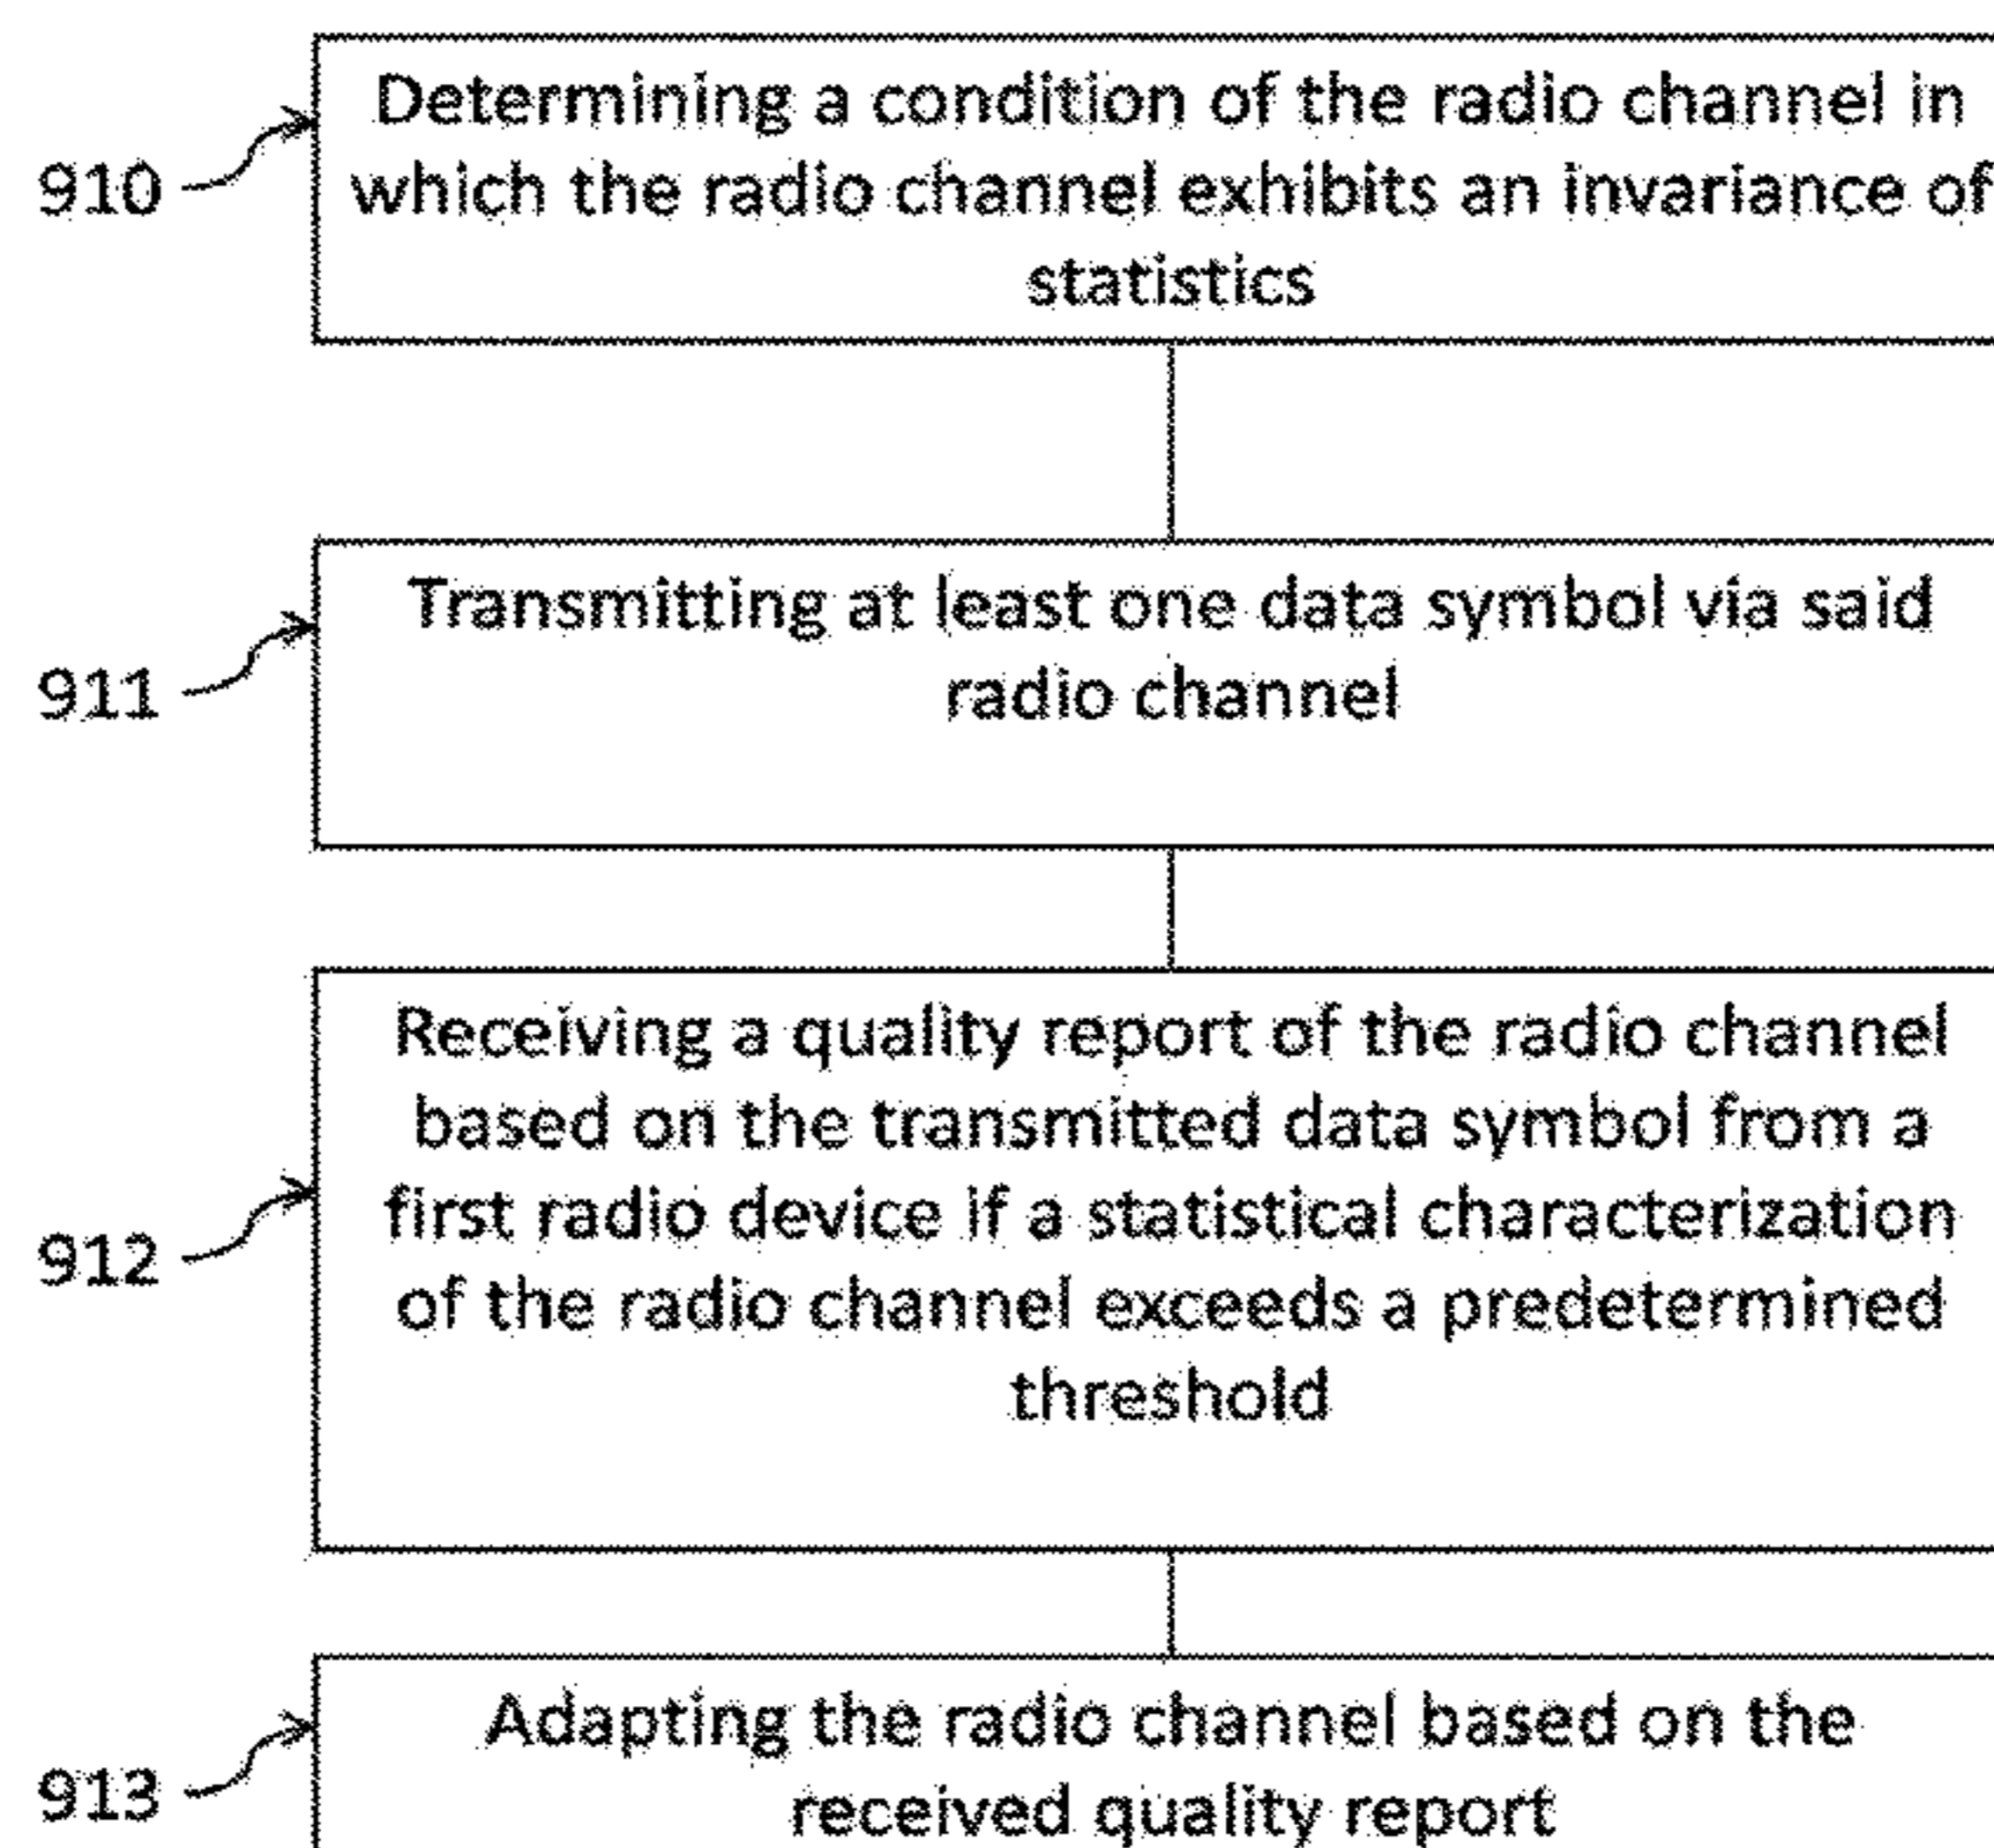 Determining a condition of the radio channel in
910 which the radio channel exhibits an invariance of
statistics
Transmitting at least one data symbol via said
911 radio channel
Receiving a quality report of the radio channel
based on the transmitted data symbol from a
first radio device if a statistical characterization
912 of the radio channel exceeds a predetermined
threshold
Adapting the radio channel based on the
913 received quality report